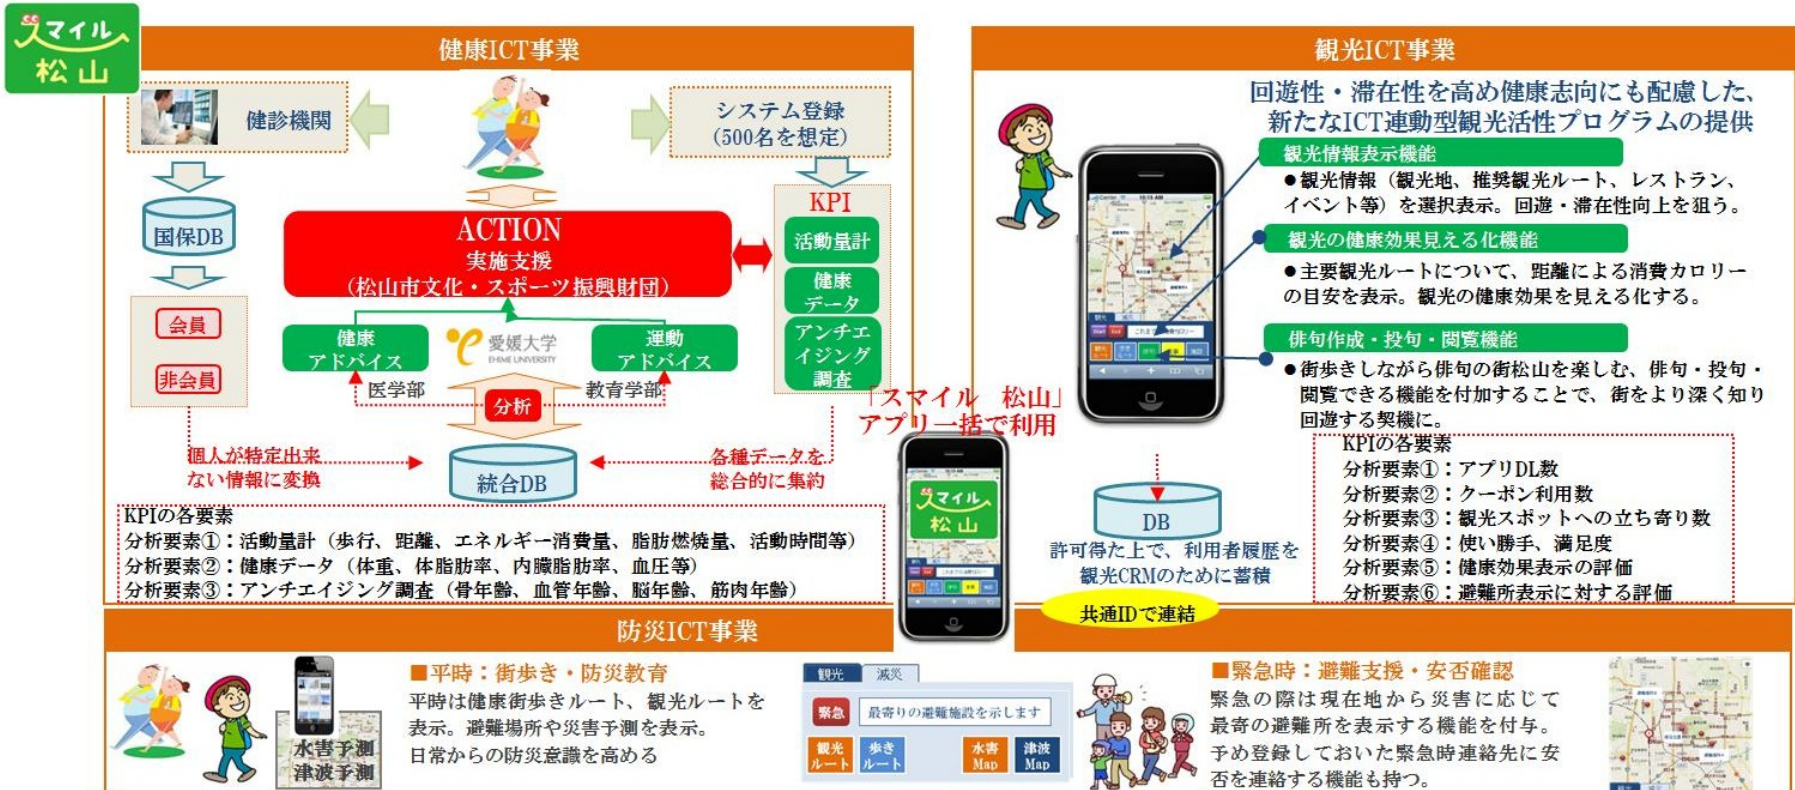 スマイル
松山
健康ICT事業
健診機関
システム登録
(500名を想定)
国保DB
会員
非会員
ACTION
実施支援
(松山市文化・スポーツ振興財団)
KPI
活動量計
健康
データ
アンチエ
イジング
調査
健康
アドバイス
愛媛大学
EHIME UNIVERSITY
運動
アドバイス
医学部
分析
教育学部
個人が特定出来
ない情報に変換
統合DB
各種データを
総合的に集約
KPIの各要素
分析要素①：活動量計（歩行、距離、エネルギー消費量、脂肪燃焼量、活動時間等）
分析要素②：健康データ（体重、体脂肪率、内臓脂肪率、血圧等）
分析要素③：アンチエイジング調査（骨年齢、血管年齢、脳年齢、筋肉年齢）
「スマイル 松山」
アプリ一括で利用
スマイル
松山
観光ICT事業
回遊性・滞在性を高め健康志向にも配慮した、
新たなICT連動型観光活性プログラムの提供
観光情報表示機能
●観光情報（観光地、推奨観光ルート、レストラン、
イベント等）を選択表示。回遊・滞在性向上を狙う。
観光の健康効果見える化機能
●主要観光ルートについて、距離による消費カロリー
の目安を表示。観光の健康効果を見える化する。
俳句作成・投句・閲覧機能
●街歩きしながら俳句の街松山を楽しむ、俳句・投句・
閲覧できる機能を付加することで、街をより深く知り
回遊する契機に。
DB
許可得た上で、利用者履歴を
観光CRMのために蓄積
共通IDで連結
KPIの各要素
分析要素①：アプリDL数
分析要素②：クーポン利用数
分析要素③：観光スポットへの立ち寄り数
分析要素④：使い勝手、満足度
分析要素⑤：健康効果表示の評価
分析要素⑥：避難所表示に対する評価
防災ICT事業
水害予測
津波予測
■平時：街歩き・防災教育
平時は健康街歩きルート、観光ルートを
表示。避難場所や災害予測を表示。
日常からの防災意識を高める
観光 減災
緊急 最寄りの避難施設を示します
観光
ルート
歩き
ルート
水害
Map
津波
Map
■緊急時：避難支援・安否確認
緊急の際は現在地から災害に応じて
最寄の避難所を表示する機能を付与。
予め登録しておいた緊急時連絡先に安
否を連絡する機能も持つ。